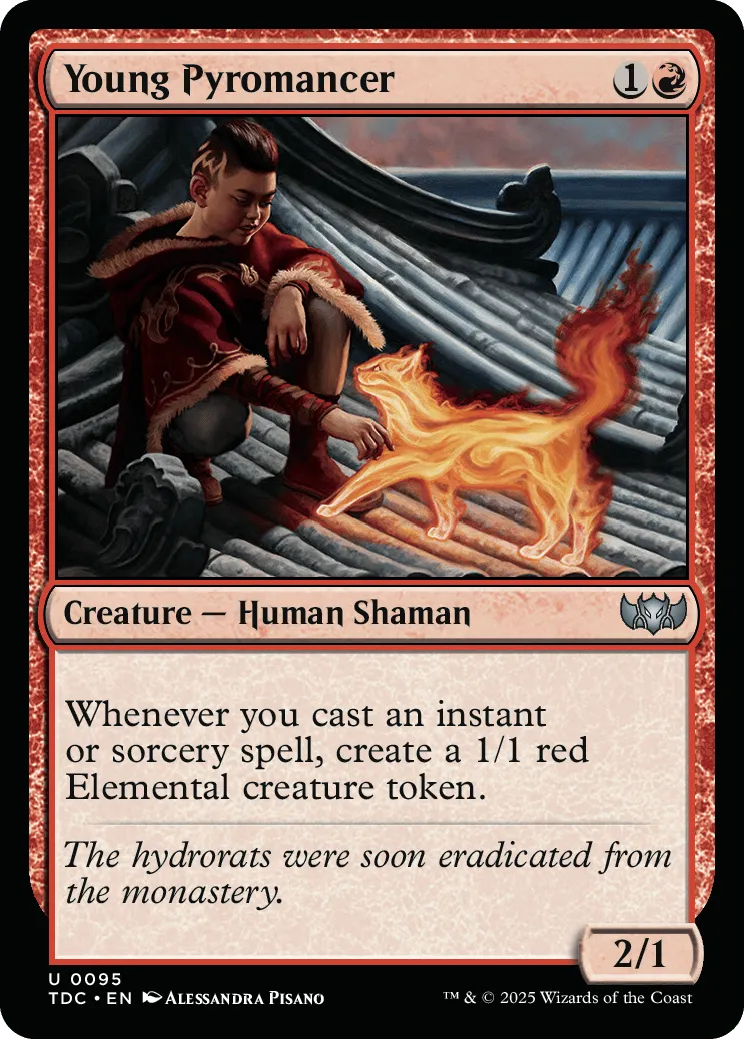 Young Pyromancer 1
Creature — Human Shaman
Whenever you cast an instant
or sorcery spell, create a 1/1 red
Elemental creature token.
The hydrorats were soon eradicated from
the monastery.
2/1
U 0095
TDC • EN Alessandra Pisano
™ & © 2025 Wizards of the Coast